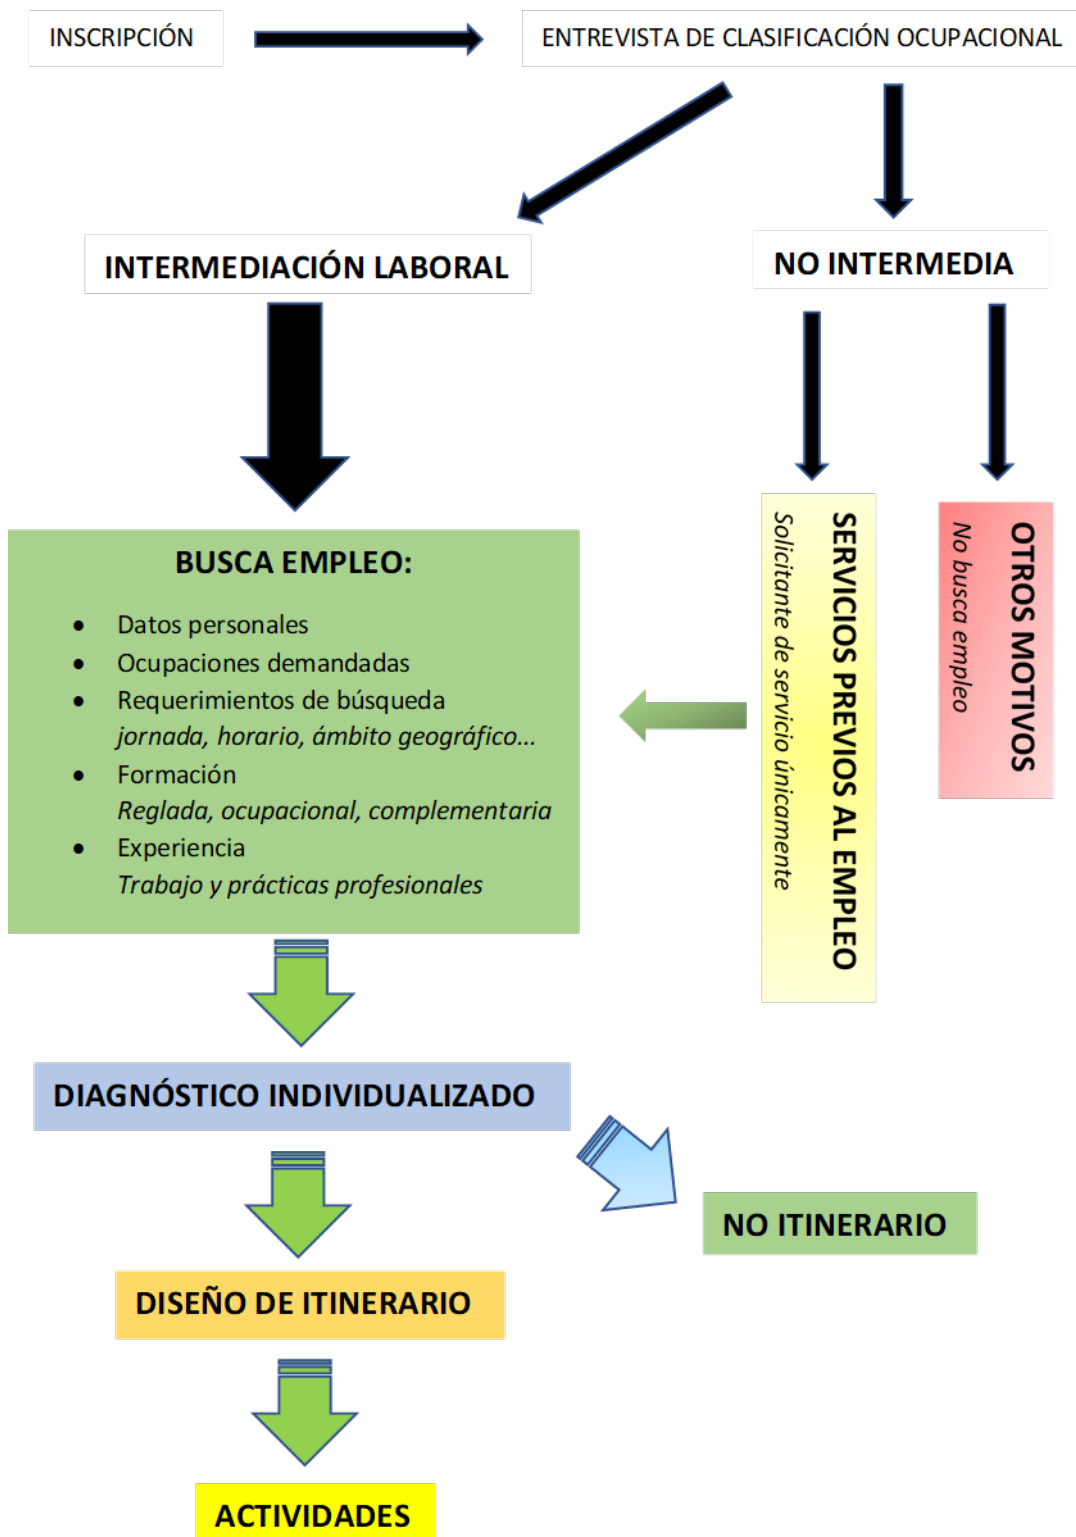 INSCRIPCIÓN
ENTREVISTA DE CLASIFICACIÓN OCUPACIONAL
INTERMEDIACIÓN LABORAL
NO INTERMEDIA
BUSCA EMPLEO:
• Datos personales
• Ocupaciones demandadas
• Requerimientos de búsqueda
jornada, horario, ámbito geográfico...
• Formación
Reglada, ocupacional, complementaria
• Experiencia
Trabajo y prácticas profesionales
SERVICIOS PREVIOS AL EMPLEO
Solicitante de servicio únicamente
OTROS MOTIVOS
No busca empleo
DIAGNÓSTICO INDIVIDUALIZADO
NO ITINERARIO
DISEÑO DE ITINERARIO
ACTIVIDADES